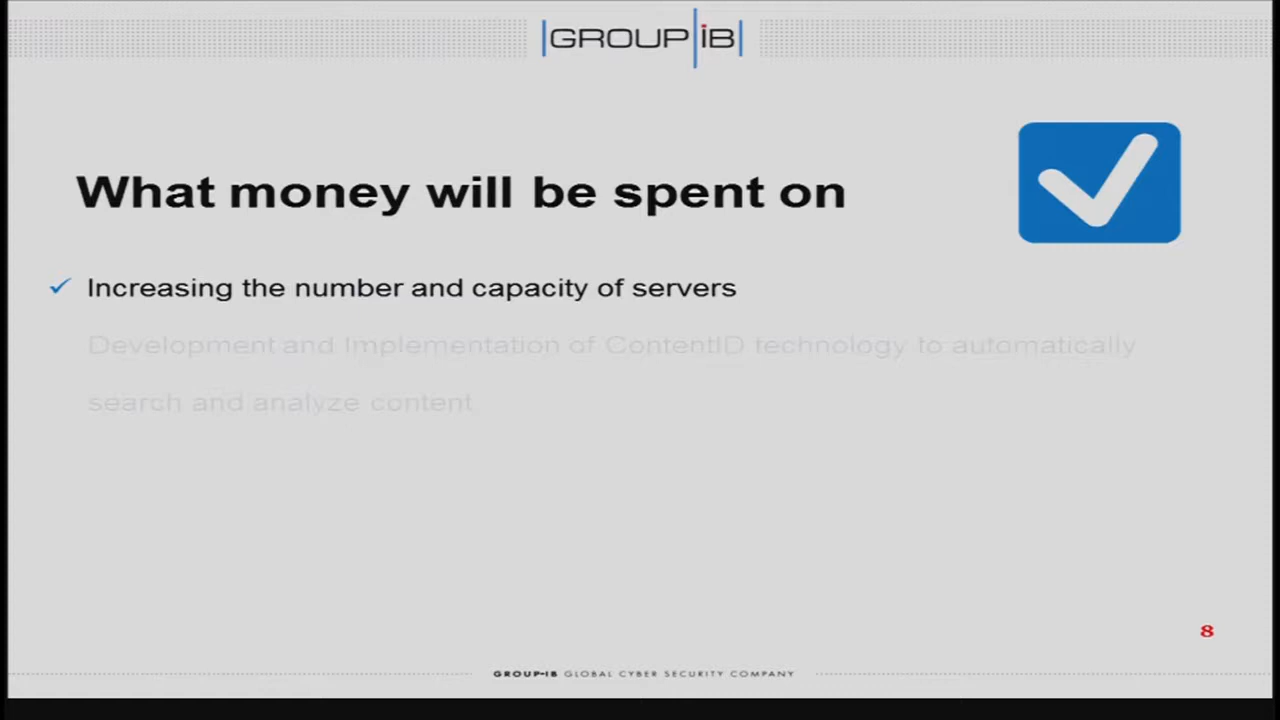 GROUP iB
What money will be spent on
✓ Increasing the number and capacity of servers
Development and Implementation of ContentID technology to automatically
search and analyze content
8
GROUP-IB GLOBAL CYBER SECURITY COMPANY